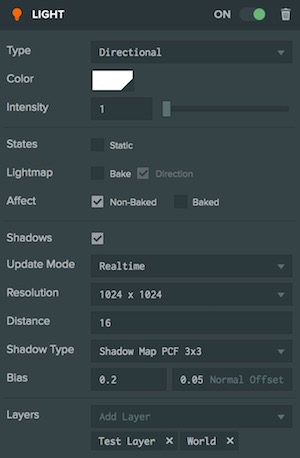 LIGHT ON
Type Directional
Color
Intensity 1
States Static
Lightmap Bake Direction
Affect Non-Baked Baked
Shadows
Update Mode Realtime
Resolution 1024 x 1024
Distance 16
Shadow Type Shadow Map PCF 3x3
Bias 0.2 0.05 Normal Offset
Layers Add Layer
Test Layer × World ×